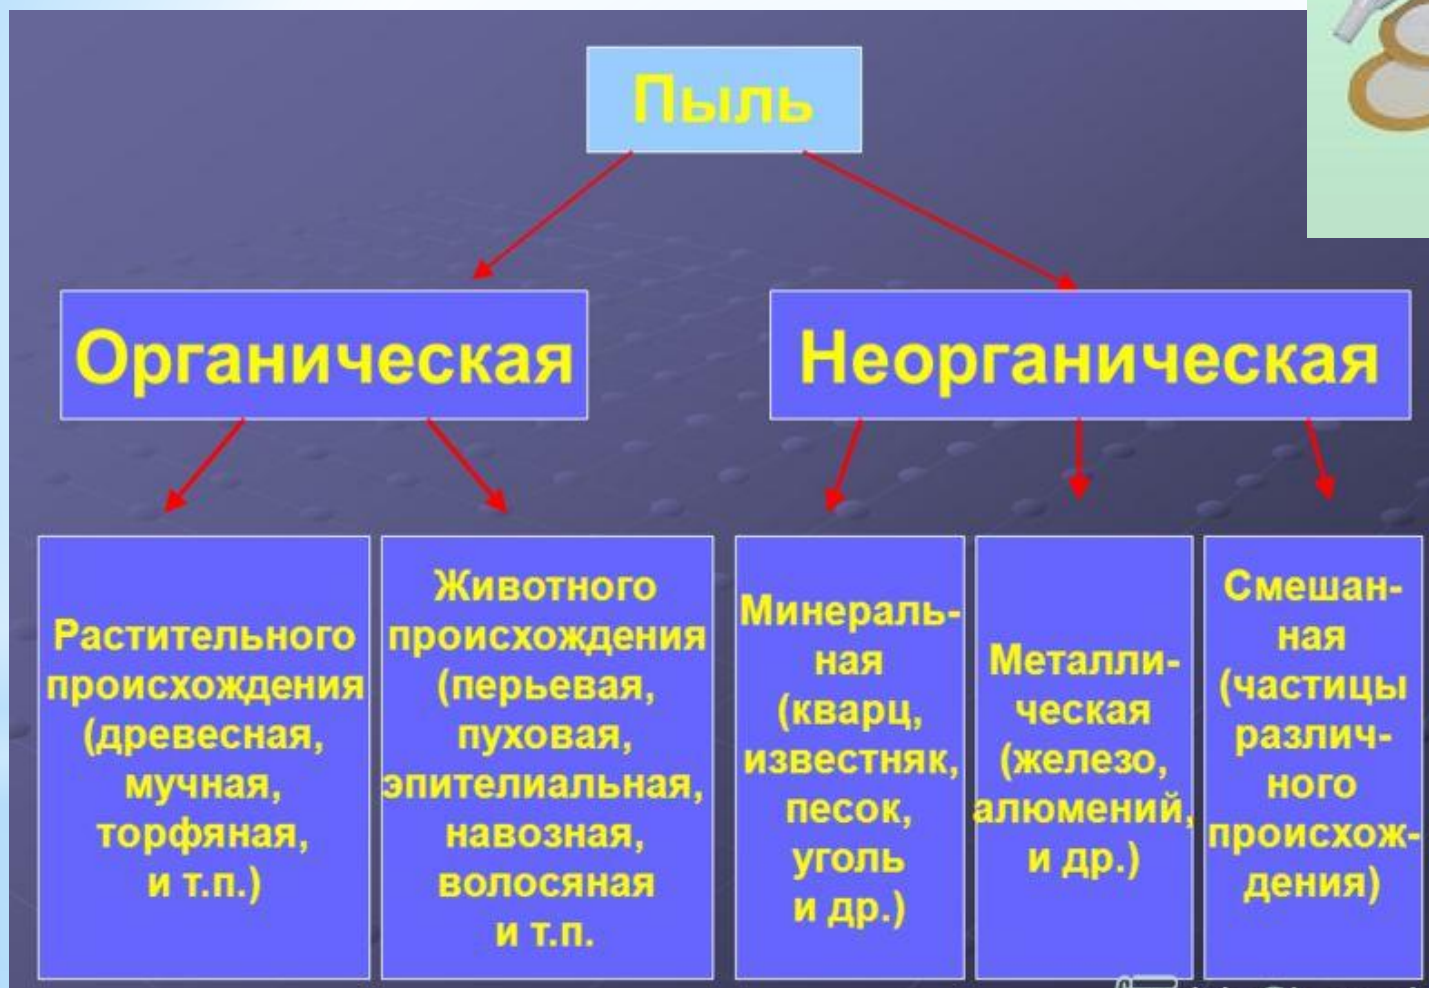 Пыль
Органическая
Неорганическая
Растительного
происхождения
(древесная,
мучная,
торфяная,
и т.п.)
Животного
происхождения
(перьевая,
пуховая,
эпителиальная,
навозная,
волосяная
и т.п.
Минераль-
ная
(кварц,
известняк,
песок,
уголь
и др.)
Металли-
ческая
(железо,
алюмений,
и др.)
Смешан-
ная
(частицы
различ-
ного
происхож-
дения)